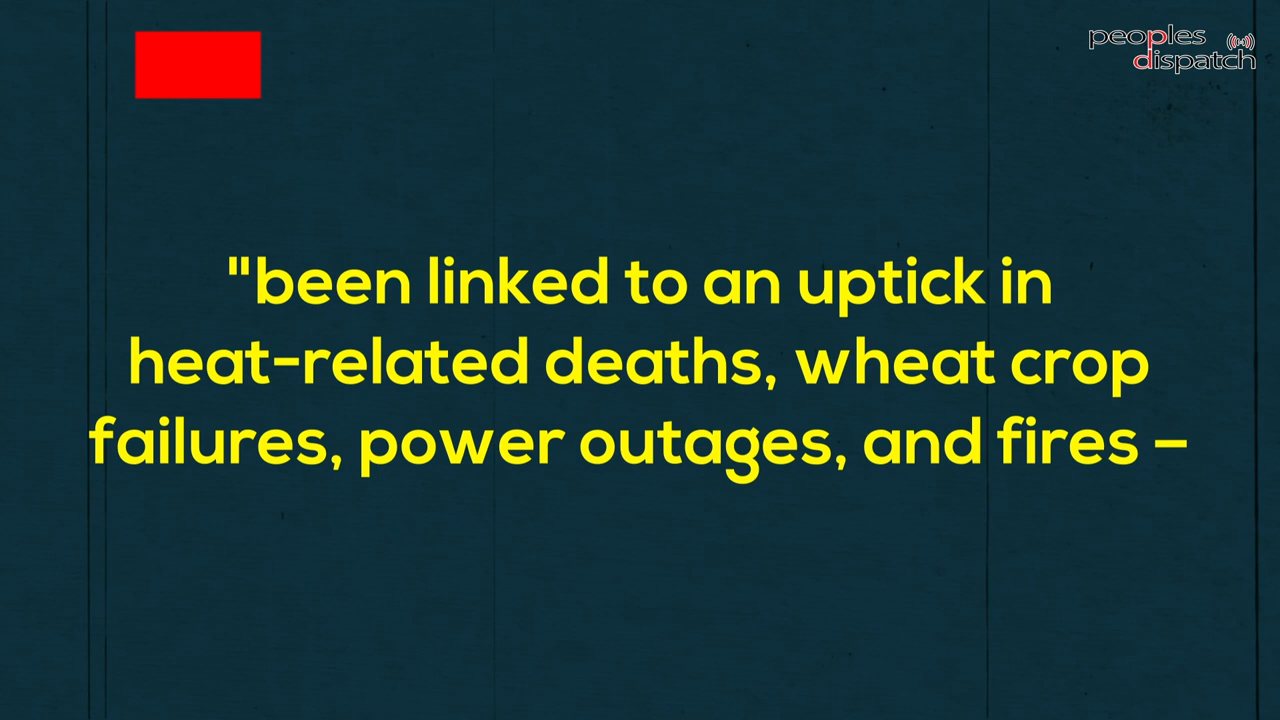 peoples
dispatch
"been linked to an uptick in
heat-related deaths, wheat crop
failures, power outages, and fires –